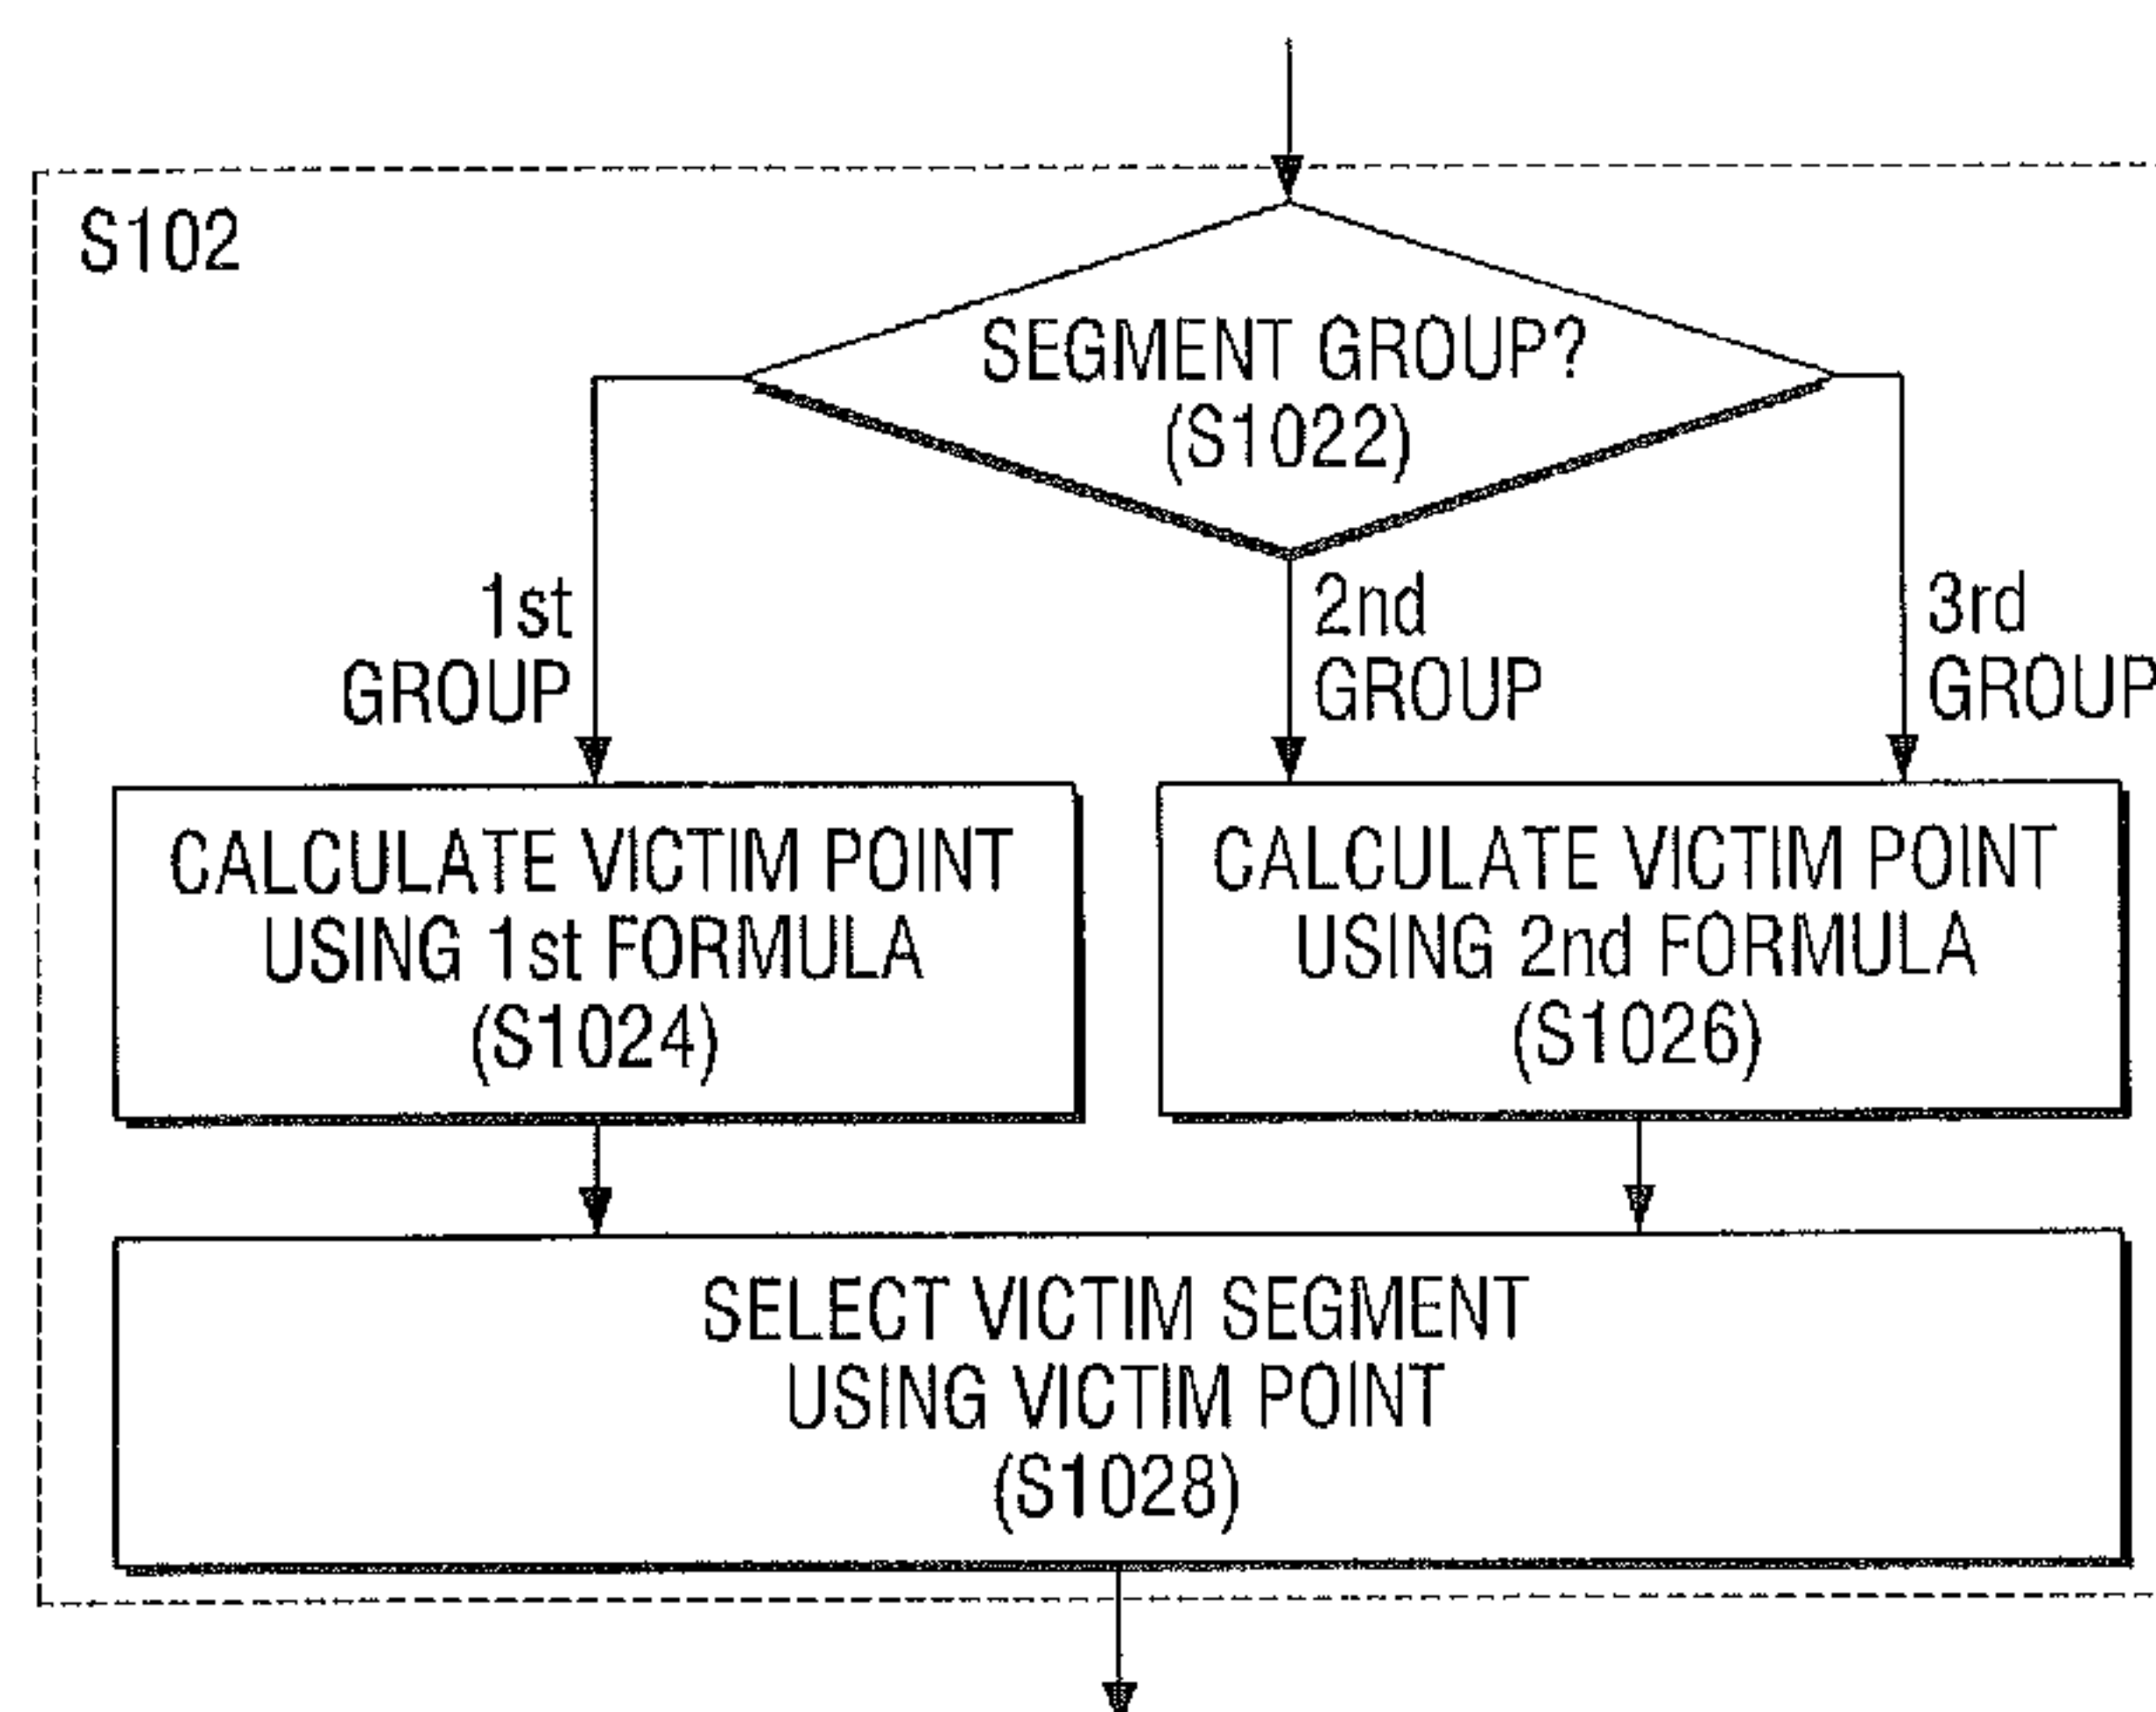 S102
SEGMENT GROUP?
(S1022)
1st
GROUP
2nd
GROUP
3rd
GROUP
CALCULATE VICTIM POINT
USING 1st FORMULA
(S1024)
CALCULATE VICTIM POINT
USING 2nd FORMULA
(S1026)
SELECT VICTIM SEGMENT
USING VICTIM POINT
(S1028)